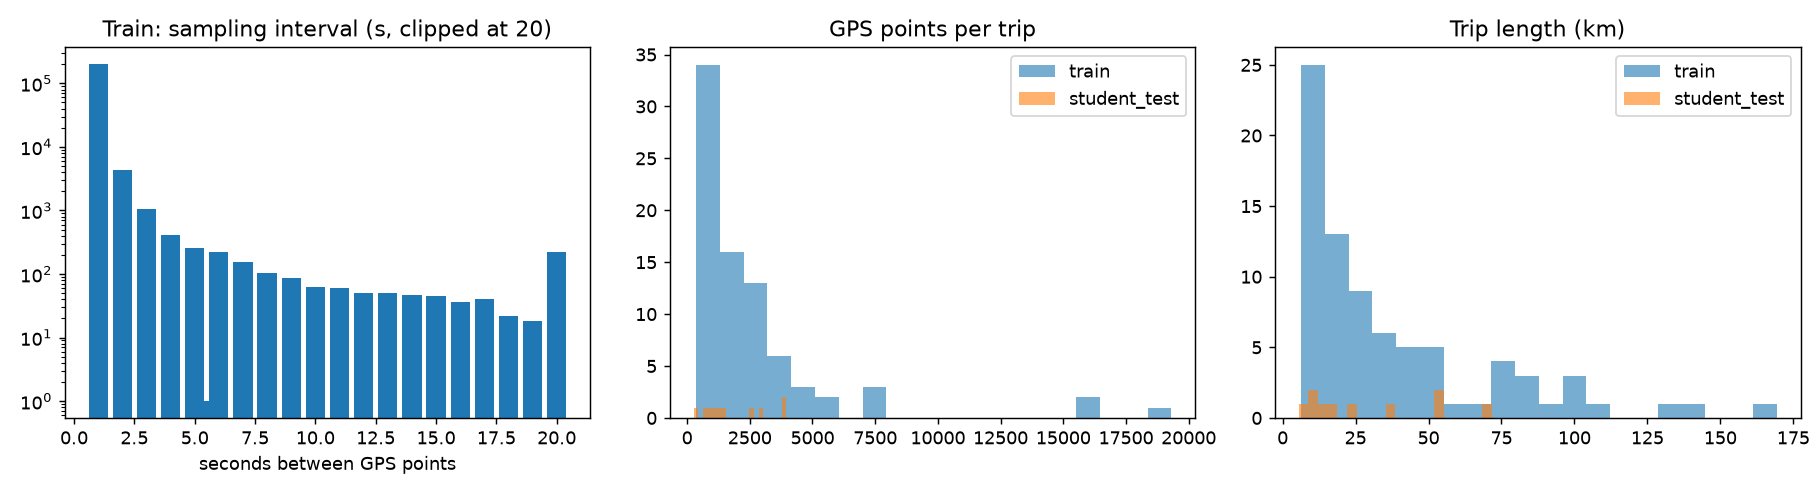 Train: sampling interval (s, clipped at 20)
10^5
10^4
10^3
10^2
10^1
10^0
0.0 2.5 5.0 7.5 10.0 12.5 15.0 17.5 20.0
seconds between GPS points
GPS points per trip
train
student_test
35
30
25
20
15
10
5
0
0 2500 5000 7500 10000 12500 15000 17500 20000
Trip length (km)
train
student_test
25
20
15
10
5
0
0 25 50 75 100 125 150 175